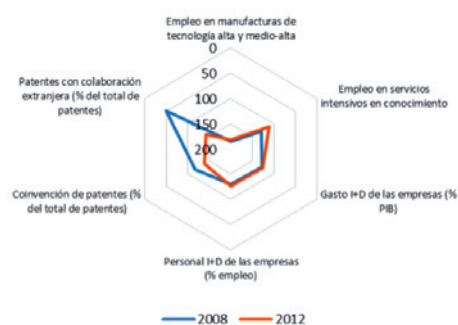 Empleo en manufacturas de
tecnología alta y medio-alta
0
50
100
150
200
Patentes con colaboración
extranjera (% del total de
patentes)
Empleo en servicios
intensivos en conocimiento
Coinvención de patentes (%
del total de patentes)
Gasto I+D de las empresas (%
PIB)
Personal I+D de las empresas
(% empleo)
2008
2012